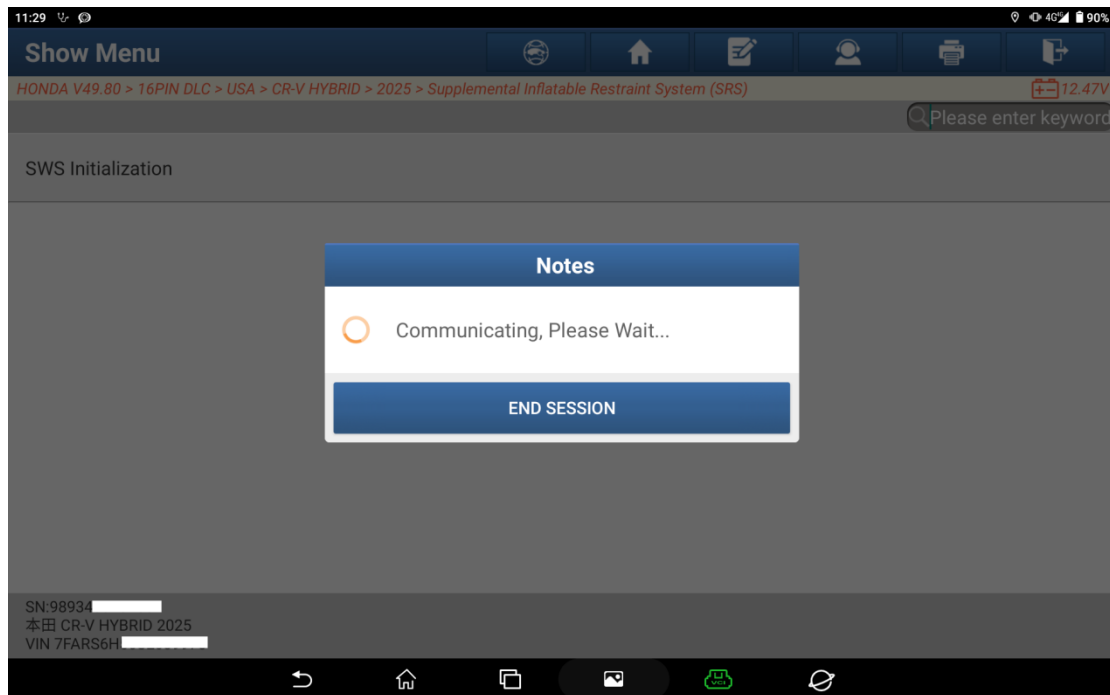 11:29
4G 90%
Show Menu
HONDA V49.80 > 16PIN DLC > USA > CR-V HYBRID > 2025 > Supplemental Inflatable Restraint System (SRS)
12.47V
Please enter keyword
SWS Initialization
Notes
Communicating, Please Wait...
END SESSION
SN:98934
本田 CR-V HYBRID 2025
VIN 7FARS6H
VCI